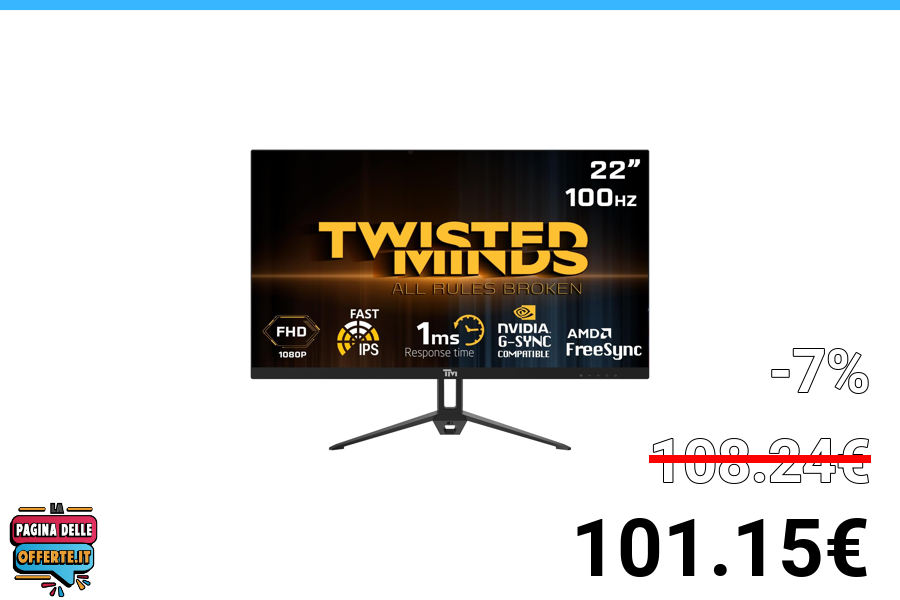 22”
100HZ
TWISTED
MINDS
ALL RULES BROKEN
FHD
1080P
FAST
IPS
1ms
Response time
NVIDIA.
G-SYNC
COMPATIBLE
AMD
FreeSync
TM
-7%
108.24€
101.15€
LA
PAGINA DELLE
OFFERTE.IT